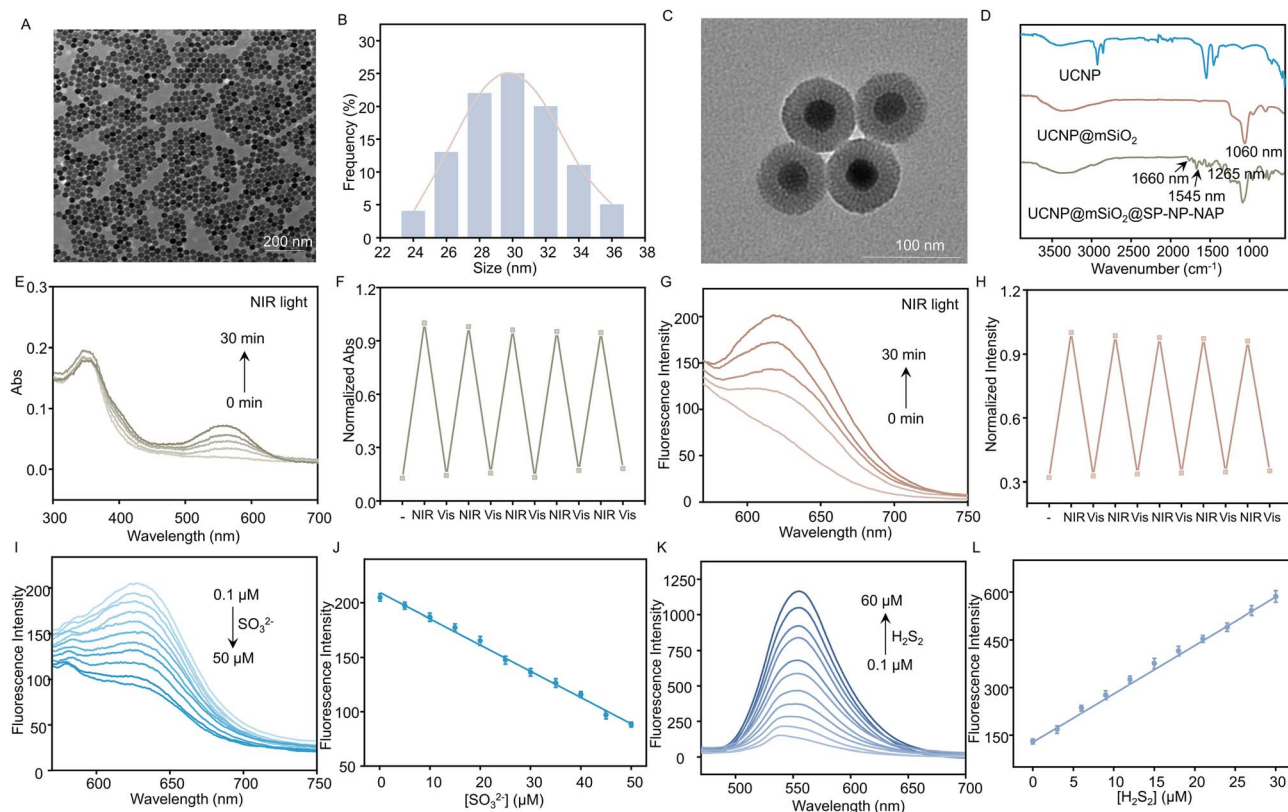 A
200 nm
B
Frequency (%)
30
25
20
15
10
5
0
22 24 26 28 30 32 34 36 38
Size (nm)
C
100 nm
D
UCNP
UCNP@mSiO₂
1060 nm
1660 nm
1265 nm
1545 nm
UCNP@mSiO₂@SP-NP-NAP
3900 2900 2500 2000 1500 1000
Wavenumber (cm⁻¹)
E
NIR light
30 min
0 min
Abs
0.3
0.2
0.1
0.0
300 400 500 600 700
Wavelength (nm)
F
Normalized Abs
1.2
0.9
0.6
0.3
0.0
- NIR Vis NIR Vis NIR Vis NIR Vis NIR Vis
G
NIR light
30 min
0 min
Fluorescence Intensity
200
150
100
50
0
600 650 700 750
Wavelength (nm)
H
Normalized Intensity
1.2
0.9
0.6
0.3
- NIR Vis NIR Vis NIR Vis NIR Vis NIR Vis
I
0.1 µM
SO₃²⁻
50 µM
Fluorescence Intensity
200
150
100
50
0
600 650 700 750
Wavelength (nm)
J
Fluorescence Intensity
200
150
100
50
0 10 20 30 40 50
[SO₃²⁻] (µM)
K
60 µM
H₂S₂
0.1 µM
Fluorescence Intensity
1250
1000
750
500
250
0
500 550 600 650 700
Wavelength (nm)
L
Fluorescence Intensity
600
450
300
150
0 5 10 15 20 25 30
[H₂S₂] (µM)